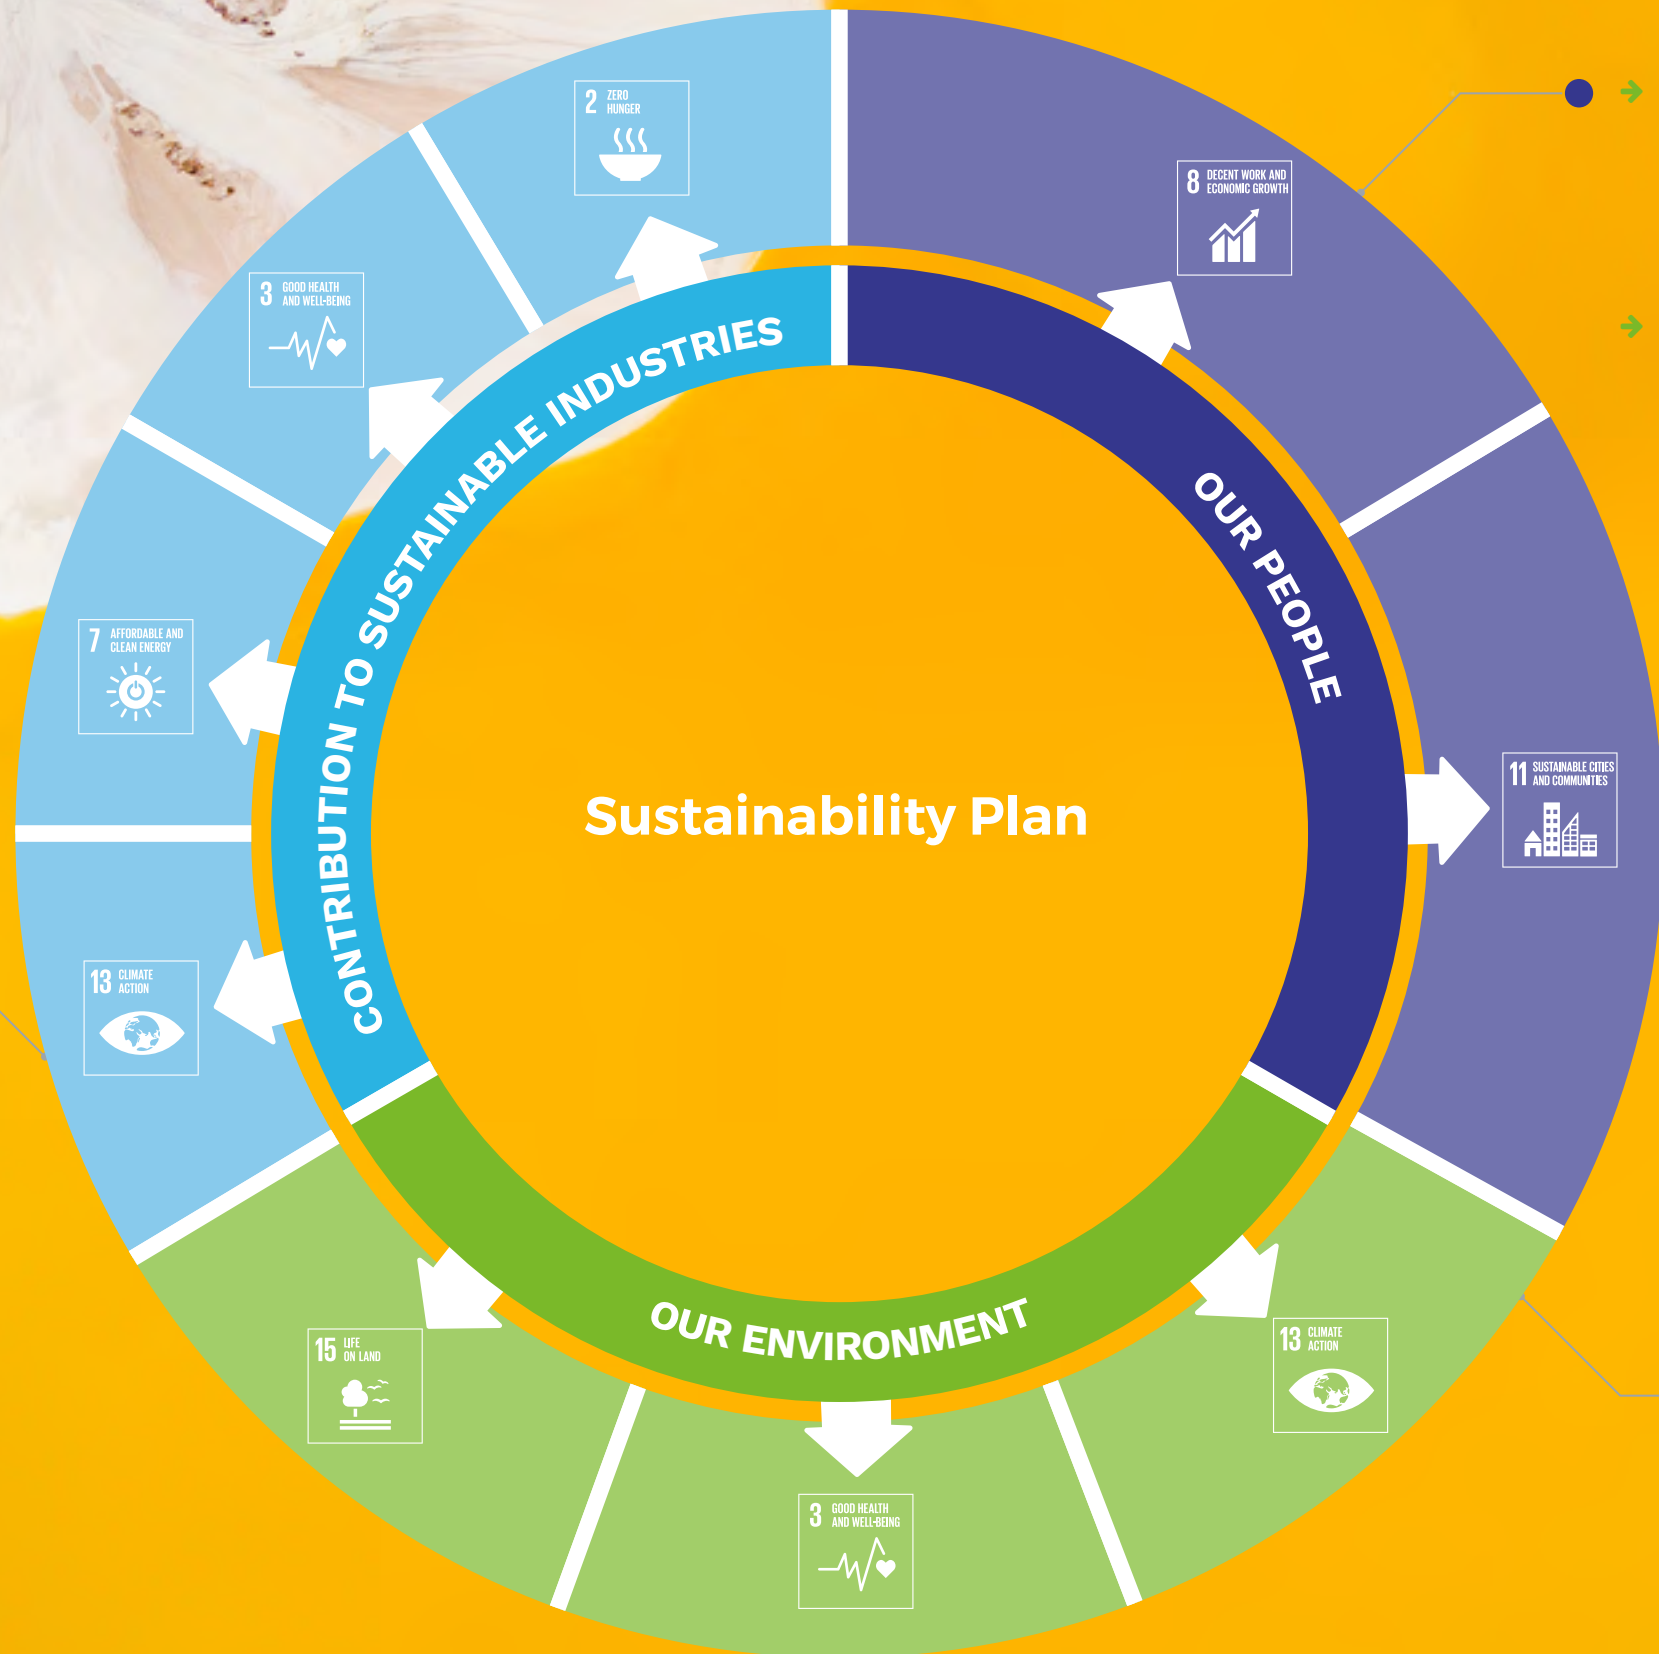 2 ZERO
HUNGER
8 DECENT WORK AND
ECONOMIC GROWTH
3 GOOD HEALTH
AND WELL-BEING
CONTRIBUTION TO SUSTAINABLE INDUSTRIES
OUR PEOPLE
7 AFFORDABLE AND
CLEAN ENERGY
11 SUSTAINABLE CITIES
AND COMMUNITIES
Sustainability Plan
13 CLIMATE
ACTION
OUR ENVIRONMENT
15 LIFE
ON LAND
13 CLIMATE
ACTION
3 GOOD HEALTH
AND WELL-BEING